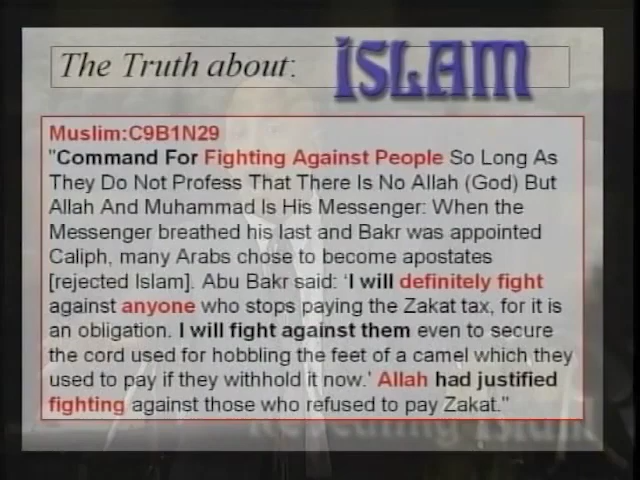 The Truth about: iSLAM
Muslim:C9B1N29
"Command For Fighting Against People So Long As
They Do Not Profess That There Is No Allah (God) But
Allah And Muhammad Is His Messenger: When the
Messenger breathed his last and Bakr was appointed
Caliph, many Arabs chose to become apostates
[rejected Islam]. Abu Bakr said: ‘I will definitely fight
against anyone who stops paying the Zakat tax, for it is
an obligation. I will fight against them even to secure
the cord used for hobbling the feet of a camel which they
used to pay if they withhold it now.’ Allah had justified
fighting against those who refused to pay Zakat."